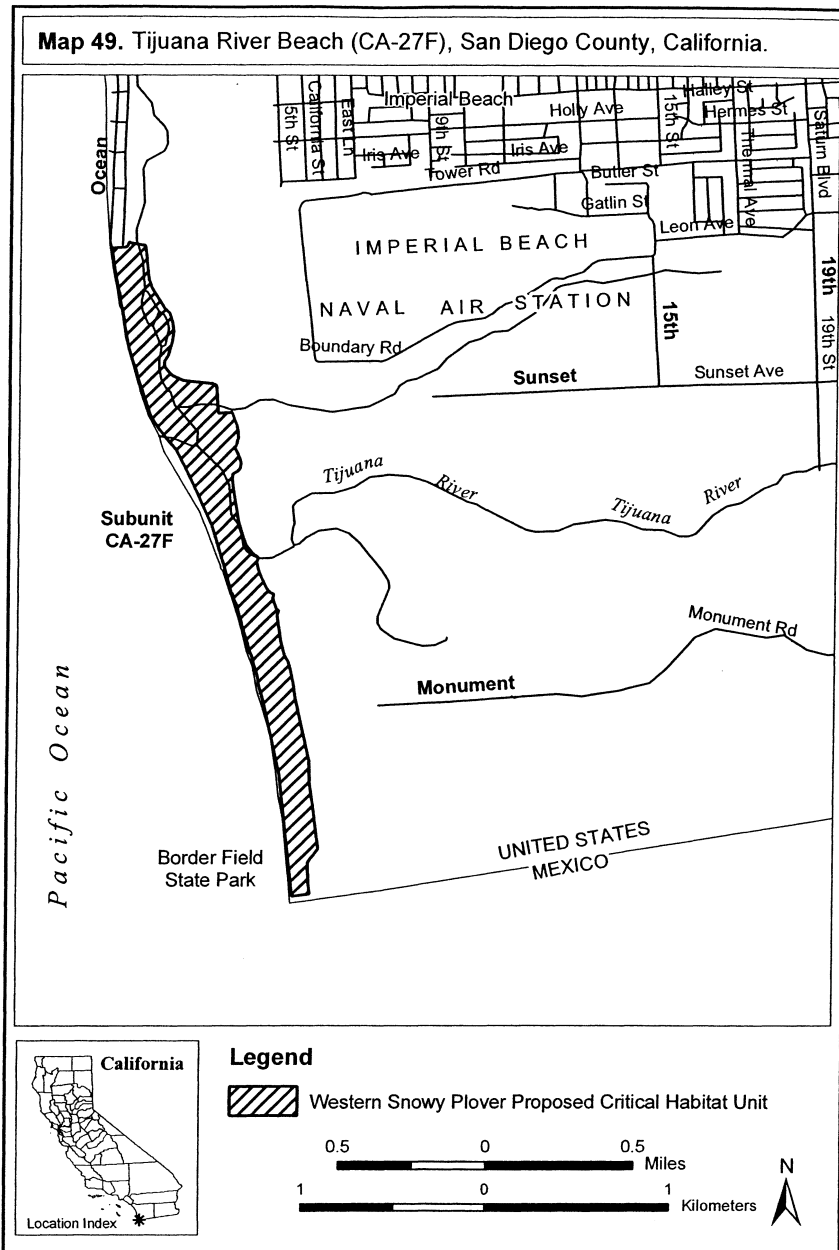 Map 49. Tijuana River Beach (CA-27F), San Diego County, California.
Ocean
5th St
California St
East Ln
Imperial Beach
9th St
Iris Ave
Iris Ave
Holly Ave
Tower Rd
15th St
Halley St
Hermes St
Thermal Ave
Saturn Blvd
Butler St
Gatlin St
Leon Ave
IMPERIAL BEACH
NAVAL AIR STATION
Boundary Rd
15th
19th
19th St
Sunset
Sunset Ave
Tijuana
River
Tijuana
River
Subunit
CA-27F
Monument Rd
Monument
Pacific Ocean
Border Field
State Park
UNITED STATES
MEXICO
California
Location Index
Legend
Western Snowy Plover Proposed Critical Habitat Unit
0.5 0 0.5
Miles
1 0 1
Kilometers
N